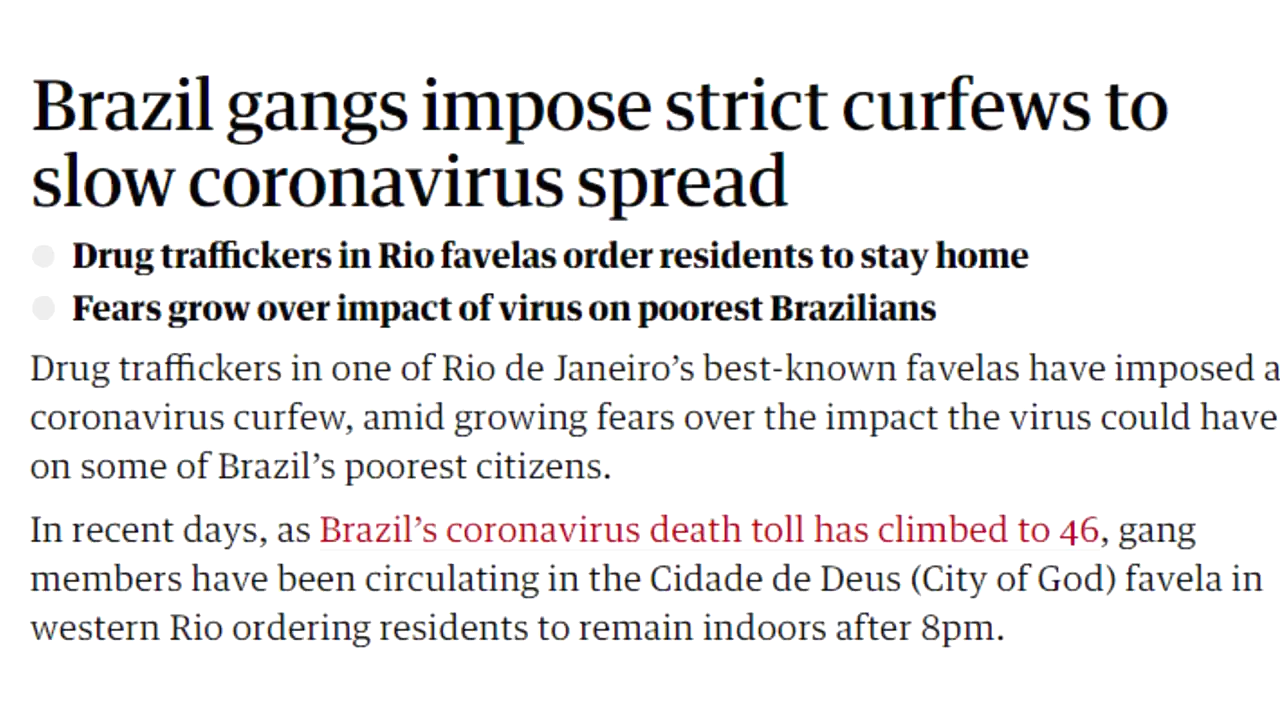 Brazil gangs impose strict curfews to
slow coronavirus spread
Drug traffickers in Rio favelas order residents to stay home
Fears grow over impact of virus on poorest Brazilians
Drug traffickers in one of Rio de Janeiro’s best-known favelas have imposed a
coronavirus curfew, amid growing fears over the impact the virus could have
on some of Brazil’s poorest citizens.
In recent days, as Brazil’s coronavirus death toll has climbed to 46, gang
members have been circulating in the Cidade de Deus (City of God) favela in
western Rio ordering residents to remain indoors after 8pm.